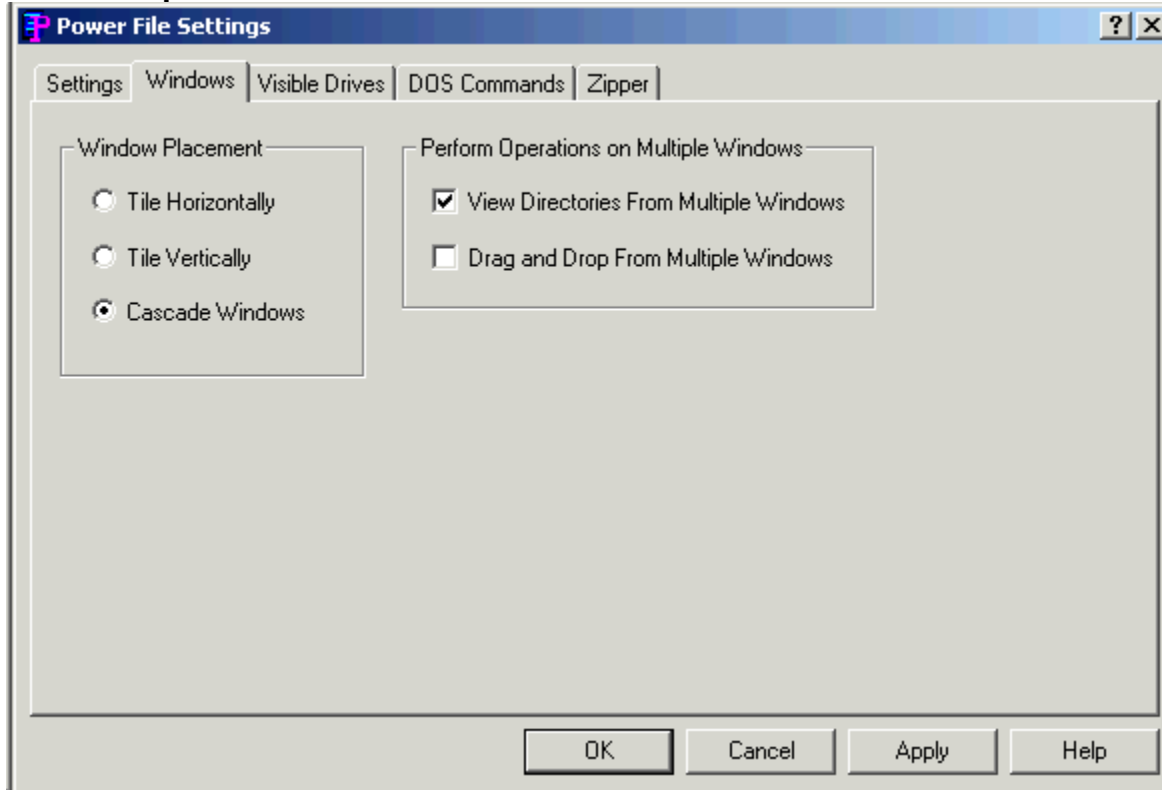 Power File Settings
Settings Windows Visible Drives DOS Commands Zipper
Window Placement
Tile Horizontally
Tile Vertically
Cascade Windows
Perform Operations on Multiple Windows
View Directories From Multiple Windows
Drag and Drop From Multiple Windows
OK Cancel Apply Help